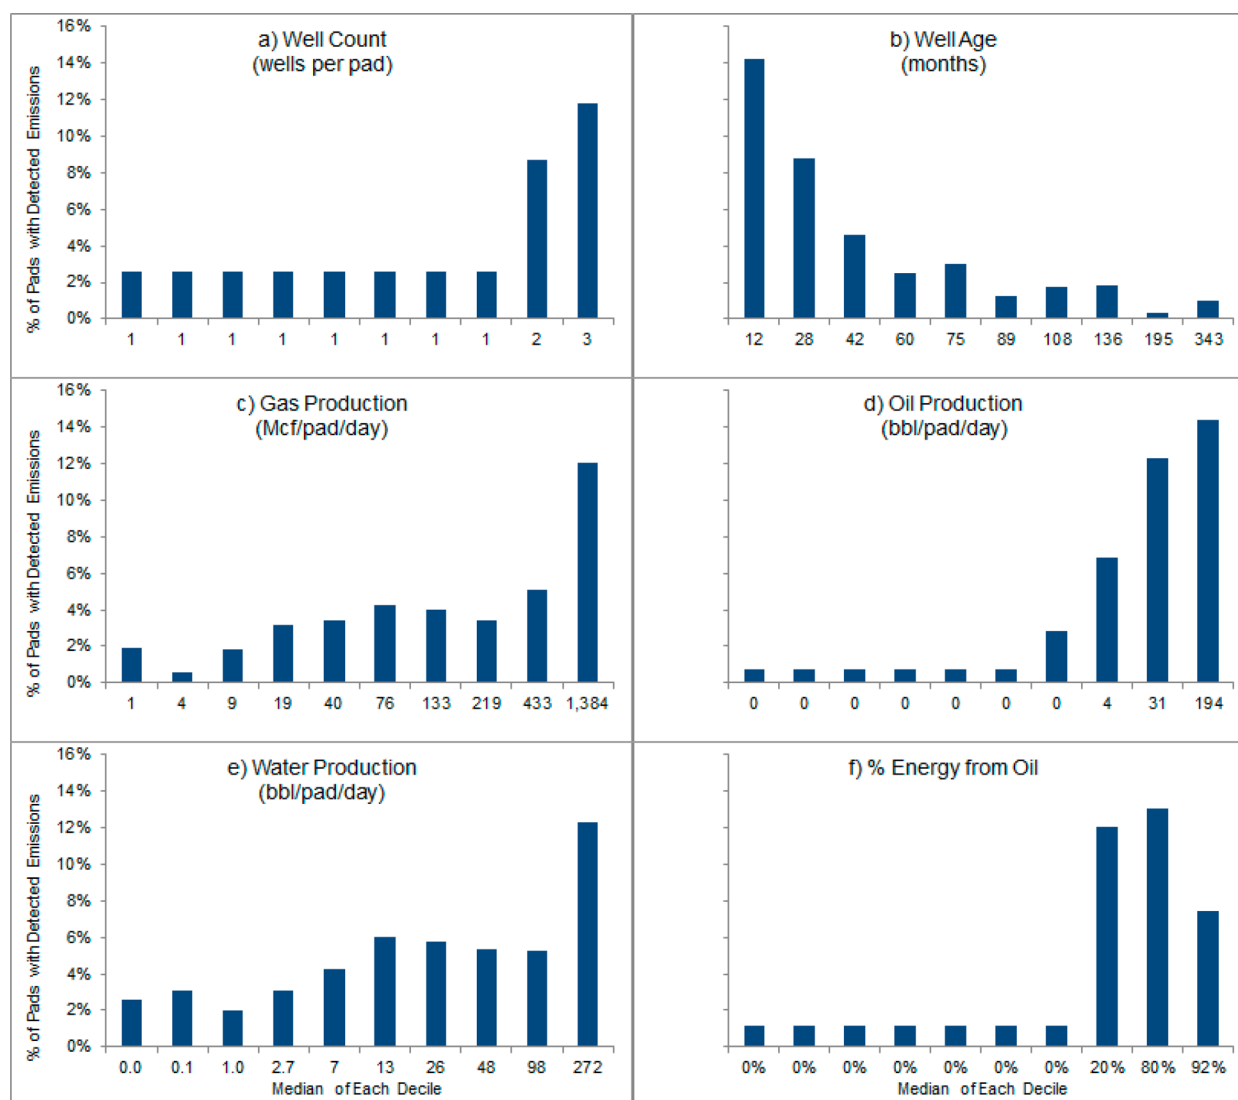 a) Well Count
(wells per pad)
% of Pads with Detected Emissions
16%
14%
12%
10%
8%
6%
4%
2%
0%
1 1 1 1 1 1 1 1 2 3
b) Well Age
(months)
12 28 42 60 75 89 108 136 195 343
c) Gas Production
(Mcf/pad/day)
% of Pads with Detected Emissions
16%
14%
12%
10%
8%
6%
4%
2%
0%
1 4 9 19 40 76 133 219 433 1,384
d) Oil Production
(bbl/pad/day)
0 0 0 0 0 0 0 4 31 194
e) Water Production
(bbl/pad/day)
% of Pads with Detected Emissions
16%
14%
12%
10%
8%
6%
4%
2%
0%
0.0 0.1 1.0 2.7 7 13 26 48 98 272
Median of Each Decile
f) % Energy from Oil
0% 0% 0% 0% 0% 0% 0% 20% 80% 92%
Median of Each Decile